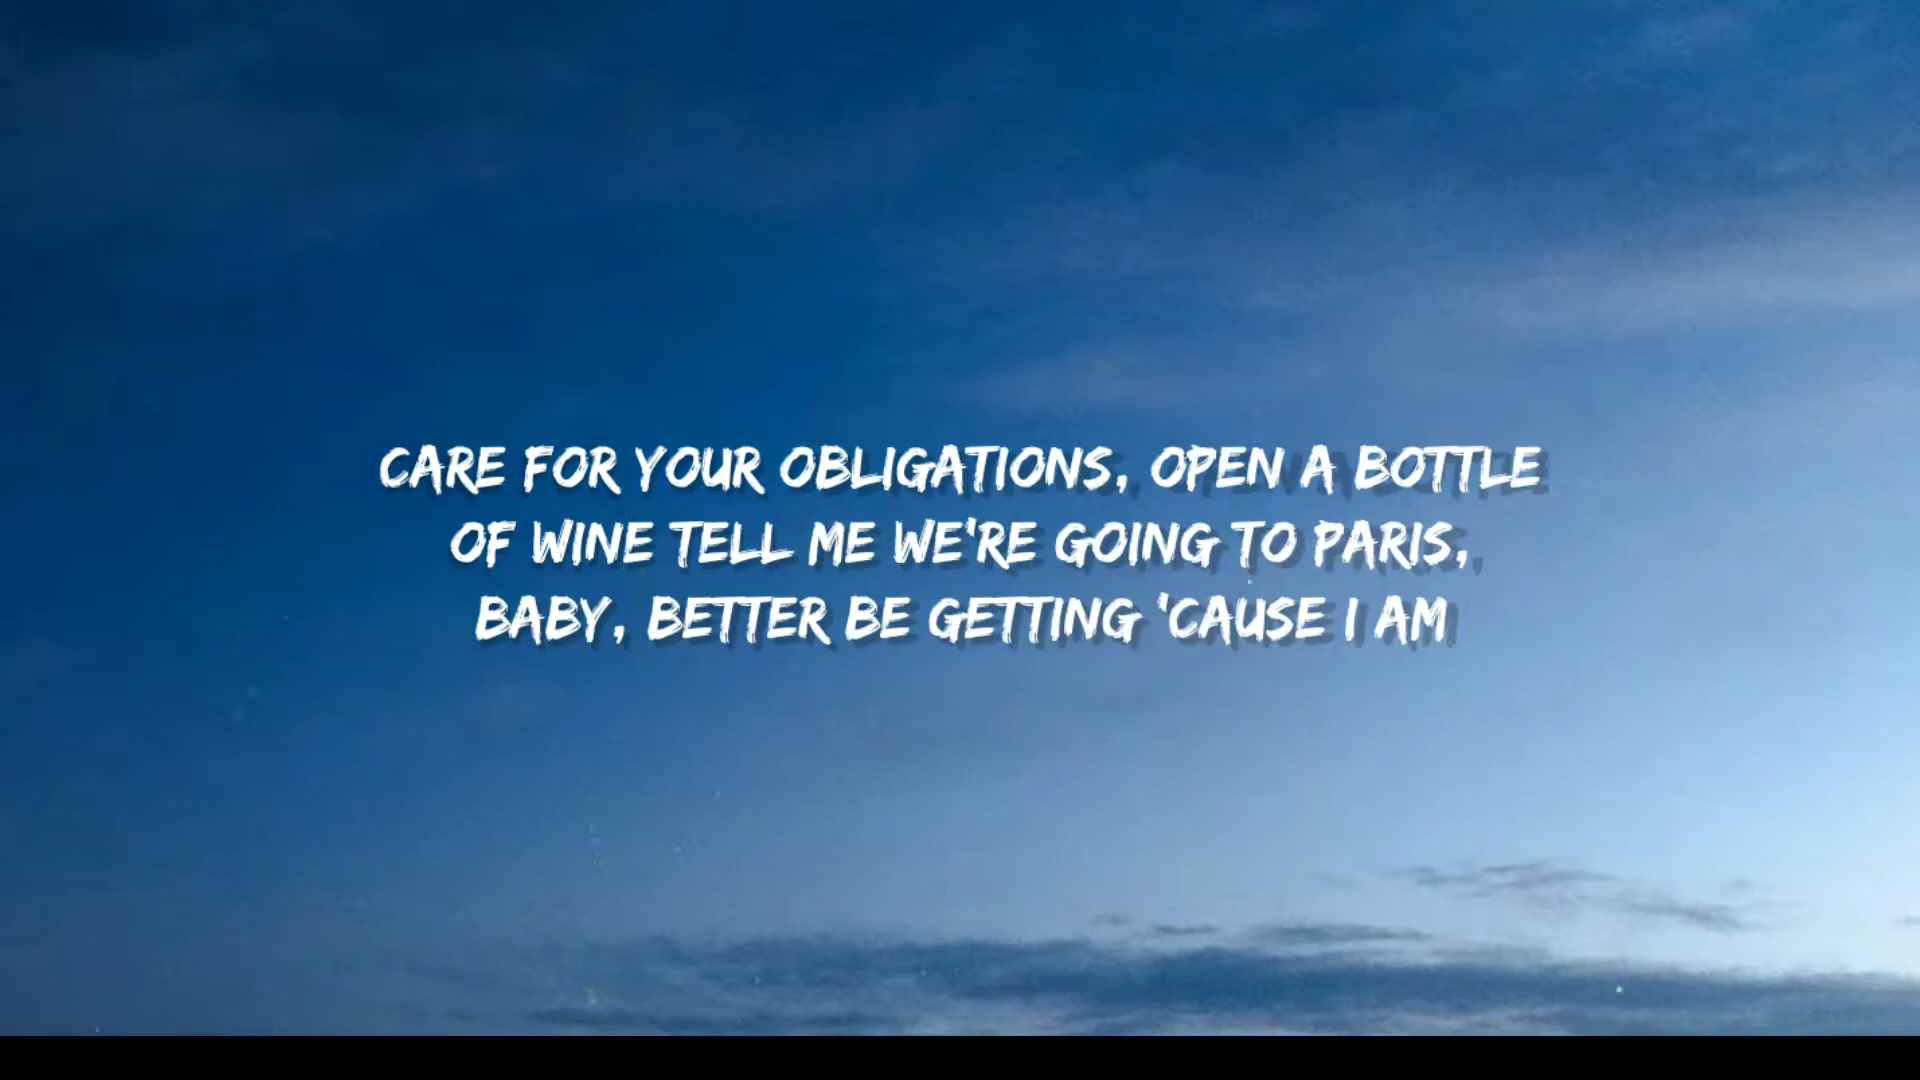 CARE FOR YOUR OBLIGATIONS, OPEN A BOTTLE
OF WINE TELL ME WE'RE GOING TO PARIS,
BABY, BETTER BE GETTING 'CAUSE I AM